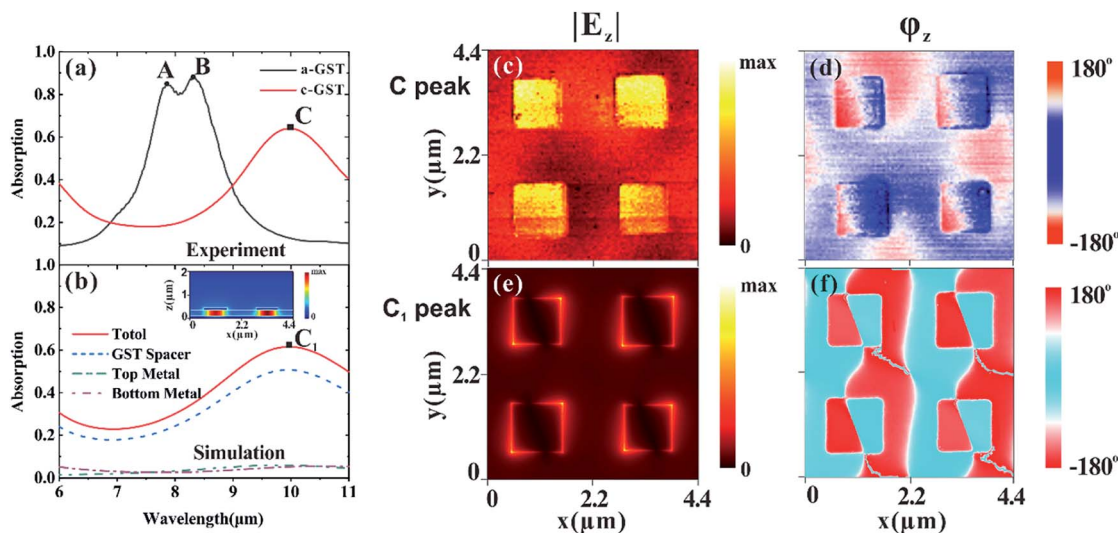 |E_z|
φ_z
1.0
0.8
0.6
0.4
0.2
0.0
Absorption
(a)
A
B
C
a-GST
c-GST
Experiment
C peak
4.4
2.2
0
y(μm)
(c)
max
0
(d)
180°
-180°
0.8
0.6
0.4
0.2
0.0
Absorption
(b)
2
1
0
z(μm)
0
2.2
4.4
x(μm)
max
0
C₁
Totol
GST Spacer
Top Metal
Bottom Metal
Simulation
6
7
8
9
10
11
Wavelength(μm)
C₁ peak
4.4
2.2
0
y(μm)
(e)
0
2.2
4.4
x(μm)
max
0
(f)
0
2.2
4.4
x(μm)
180°
-180°